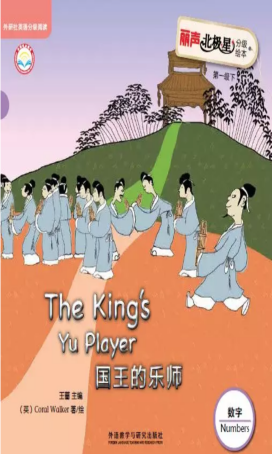 外研社英语分级阅读
丽声北极星分级绘本
第一级下
The King's
Yu Player
国王的乐师
王蔷 主编
(英) Coral Walker 著/绘
数字
Numbers
外语教学与研究出版社